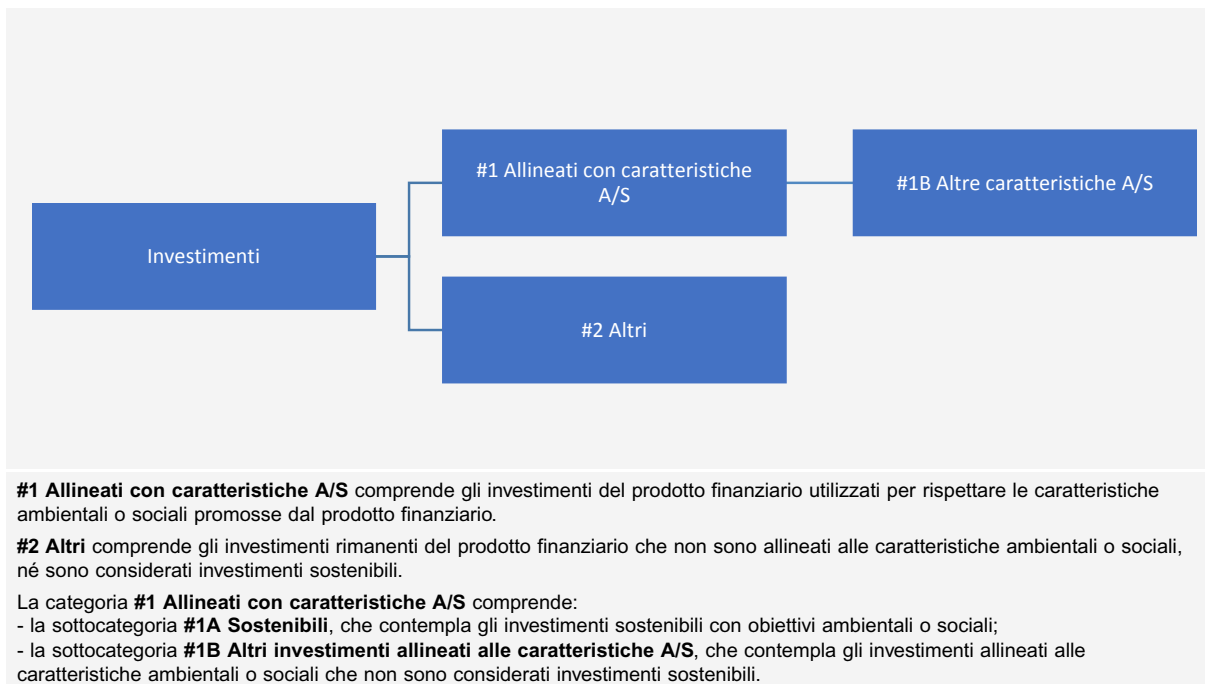 #1 Allineati con caratteristiche
A/S
#1B Altre caratteristiche A/S
Investimenti
#2 Altri
#1 Allineati con caratteristiche A/S comprende gli investimenti del prodotto finanziario utilizzati per rispettare le caratteristiche
ambientali o sociali promosse dal prodotto finanziario.
#2 Altri comprende gli investimenti rimanenti del prodotto finanziario che non sono allineati alle caratteristiche ambientali o sociali,
né sono considerati investimenti sostenibili.
La categoria #1 Allineati con caratteristiche A/S comprende:
- la sottocategoria #1A Sostenibili, che contempla gli investimenti sostenibili con obiettivi ambientali o sociali;
- la sottocategoria #1B Altri investimenti allineati alle caratteristiche A/S, che contempla gli investimenti allineati alle
caratteristiche ambientali o sociali che non sono considerati investimenti sostenibili.